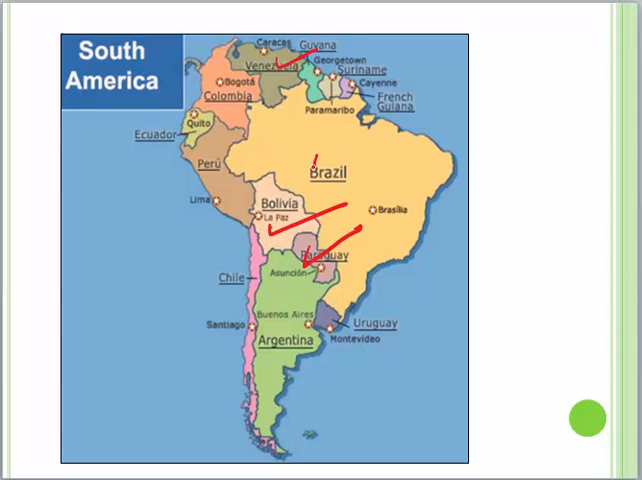 South
America
Caracas
Guyana
Venezuela
Georgetown
Suriname
Bogotá
Cayenne
Colombia
French
Guiana
Paramaribo
Quito
Ecuador
Perú
Brazil
Lima
Bolivia
Brasília
La Paz
Paraguay
Asunción
Chile
Buenos Aires
Santiago
Uruguay
Argentina
Montevideo